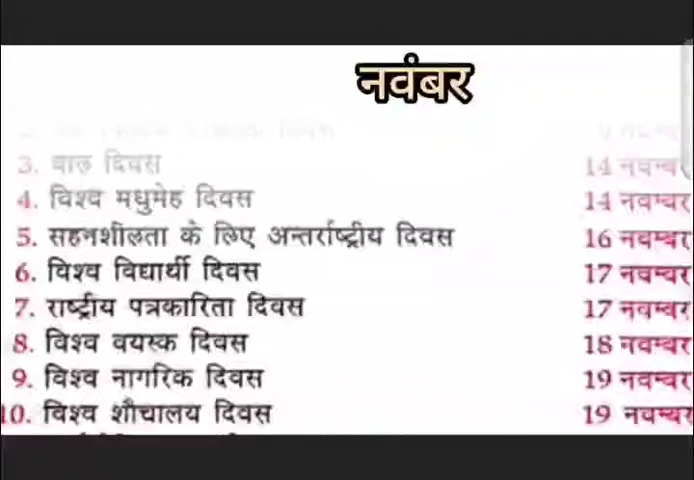 नवंबर
दिवस
3. बाल दिवस 14 नवम्बर
4. विश्व मधुमेह दिवस 14 नवम्बर
5. सहनशीलता के लिए अन्तर्राष्ट्रीय दिवस 16 नवम्बर
6. विश्व विद्यार्थी दिवस 17 नवम्बर
7. राष्ट्रीय पत्रकारिता दिवस 17 नवम्बर
8. विश्व वयस्क दिवस 18 नवम्बर
9. विश्व नागरिक दिवस 19 नवम्बर
10. विश्व शौचालय दिवस 19 नवम्बर